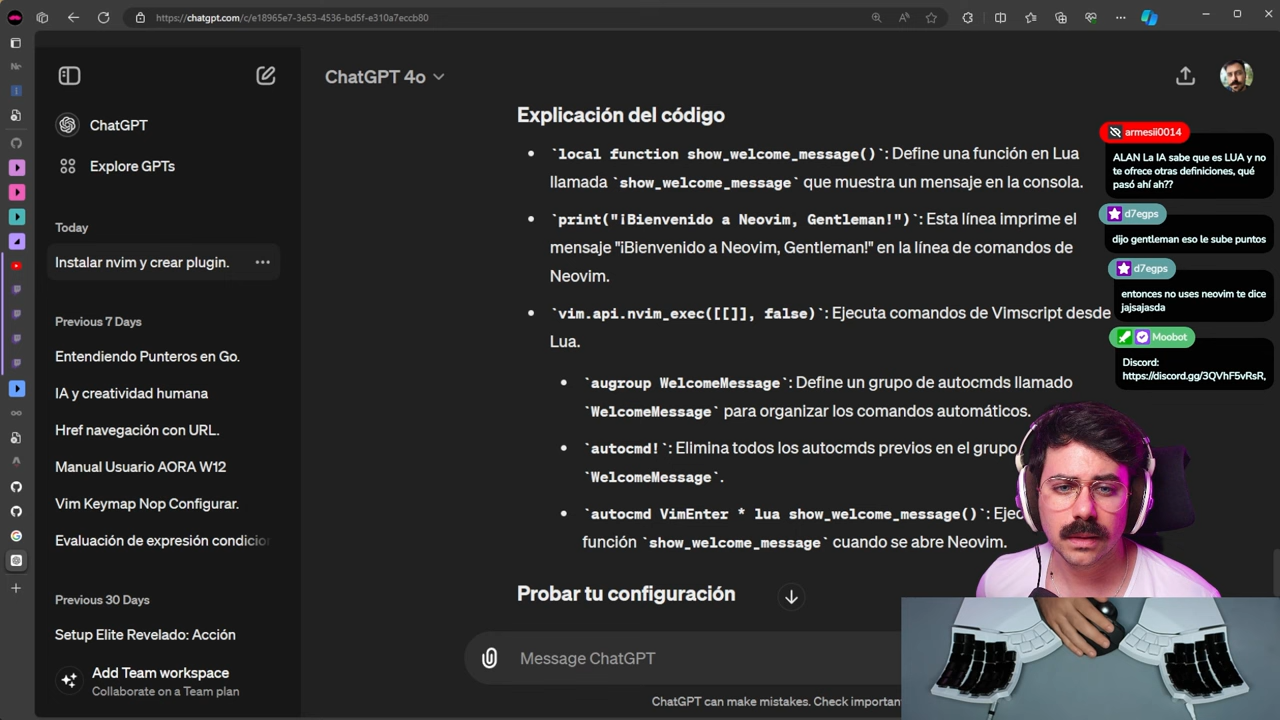 https://chatgpt.com/c/e18965e7-3e53-4536-bd5f-e310a7eccb80
ChatGPT
Explore GPTs
Today
Instalar nvim y crear plugin.
Previous 7 Days
Entendiendo Punteros en Go.
IA y creatividad humana
Href navegación con URL.
Manual Usuario AORA W12
Vim Keymap Nop Configurar.
Evaluación de expresión condicion
Previous 30 Days
Setup Elite Revelado: Acción
Add Team workspace
Collaborate on a Team plan
ChatGPT 4o
Explicación del código
`local function show_welcome_message()`: Define una función en Lua
llamada `show_welcome_message` que muestra un mensaje en la consola.
`print("¡Bienvenido a Neovim, Gentleman!")`: Esta línea imprime el
mensaje "¡Bienvenido a Neovim, Gentleman!" en la línea de comandos de
Neovim.
`vim.api.nvim_exec([[]], false)`: Ejecuta comandos de Vimscript desde
Lua.
`augroup WelcomeMessage`: Define un grupo de autocmds llamado
`WelcomeMessage` para organizar los comandos automáticos.
`autocmd!`: Elimina todos los autocmds previos en el grupo
`WelcomeMessage`.
`autocmd VimEnter * lua show_welcome_message()`: Eje
función `show_welcome_message` cuando se abre Neovim.
Probar tu configuración
Message ChatGPT
ChatGPT can make mistakes. Check important
armesii0014
ALAN La IA sabe que es LUA y no
te ofrece otras definiciones, qué
pasó ahí ah??
d7egps
dijo gentleman eso le sube puntos
d7egps
entonces no uses neovim te dice
jajsajasda
Moobot
Discord:
https://discord.gg/3QVhF5vRsR,